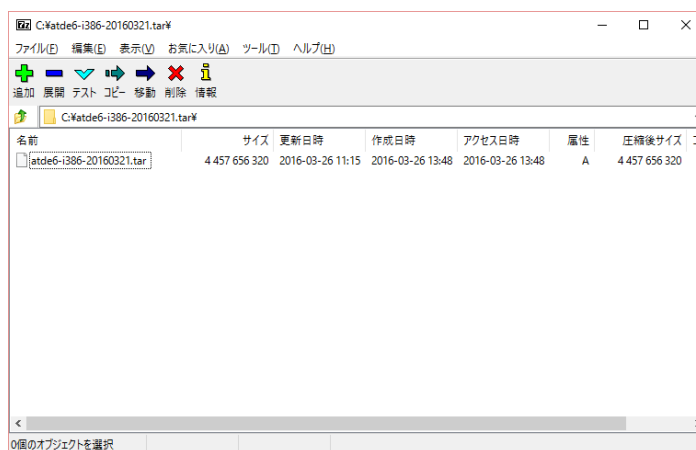 C:¥atde6-i386-20160321.tar¥
ファイル(F) 編集(E) 表示(V) お気に入り(A) ツール(T) ヘルプ(H)
追加 展開 テスト コピー 移動 削除 情報
C:¥atde6-i386-20160321.tar¥
名前 サイズ 更新日時 作成日時 アクセス日時 属性 圧縮後サイズ
atde6-i386-20160321.tar 4 457 656 320 2016-03-26 11:15 2016-03-26 13:48 2016-03-26 13:48 A 4 457 656 320
0個のオブジェクトを選択